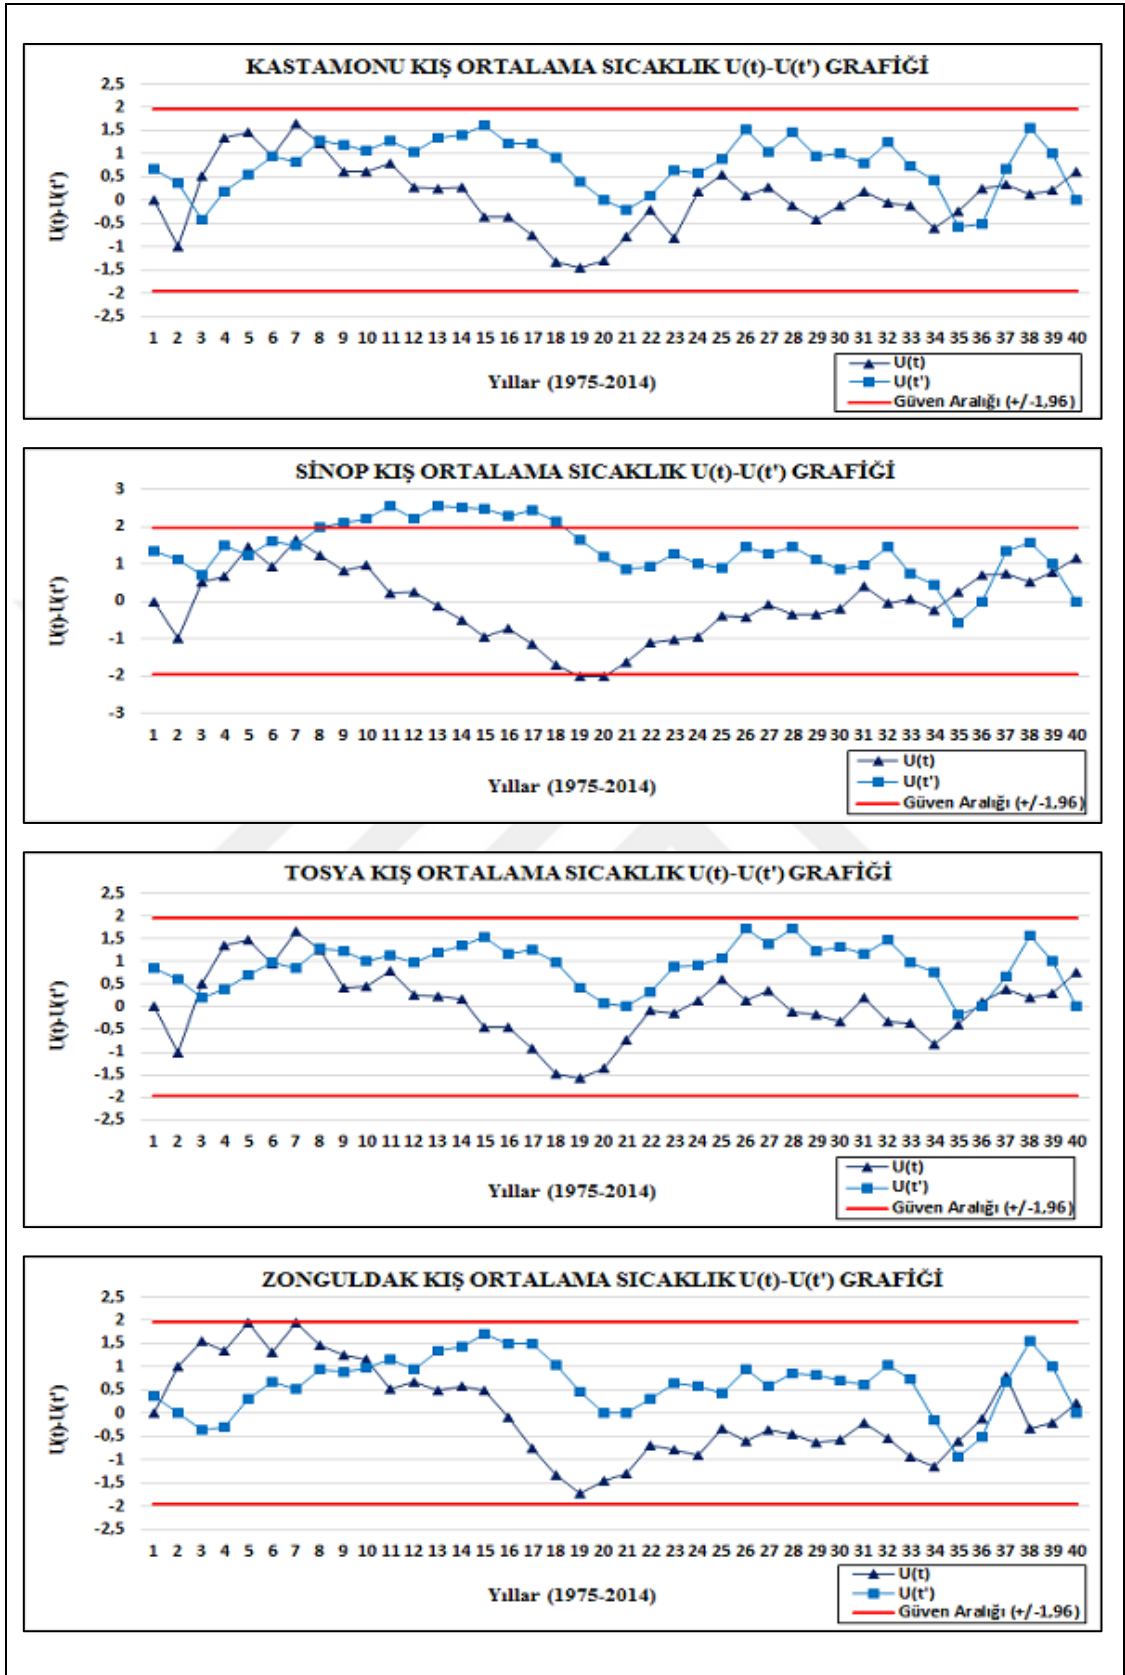 KASTAMONU KIŞ ORTALAMA SICAKLIK U(t)-U(t') GRAFİĞİ
2,5
2
1,5
1
0,5
0
-0,5
-1
-1,5
-2
-2,5
U(t)-U(t')
1 2 3 4 5 6 7 8 9 10 11 12 13 14 15 16 17 18 19 20 21 22 23 24 25 26 27 28 29 30 31 32 33 34 35 36 37 38 39 40
Yıllar (1975-2014)
U(t)
U(t')
Güven Aralığı (+/-1,96)
SİNOP KIŞ ORTALAMA SICAKLIK U(t)-U(t') GRAFİĞİ
3
2
1
0
-1
-2
-3
U(t)-U(t')
1 2 3 4 5 6 7 8 9 10 11 12 13 14 15 16 17 18 19 20 21 22 23 24 25 26 27 28 29 30 31 32 33 34 35 36 37 38 39 40
Yıllar (1975-2014)
U(t)
U(t')
Güven Aralığı (+/-1,96)
TOSYA KIŞ ORTALAMA SICAKLIK U(t)-U(t') GRAFİĞİ
2,5
2
1,5
1
0,5
0
-0,5
-1
-1,5
-2
-2,5
U(t)-U(t')
1 2 3 4 5 6 7 8 9 10 11 12 13 14 15 16 17 18 19 20 21 22 23 24 25 26 27 28 29 30 31 32 33 34 35 36 37 38 39 40
Yıllar (1975-2014)
U(t)
U(t')
Güven Aralığı (+/-1,96)
ZONGULDAK KIŞ ORTALAMA SICAKLIK U(t)-U(t') GRAFİĞİ
2,5
2
1,5
1
0,5
0
-0,5
-1
-1,5
-2
-2,5
U(t)-U(t')
1 2 3 4 5 6 7 8 9 10 11 12 13 14 15 16 17 18 19 20 21 22 23 24 25 26 27 28 29 30 31 32 33 34 35 36 37 38 39 40
Yıllar (1975-2014)
U(t)
U(t')
Güven Aralığı (+/-1,96)